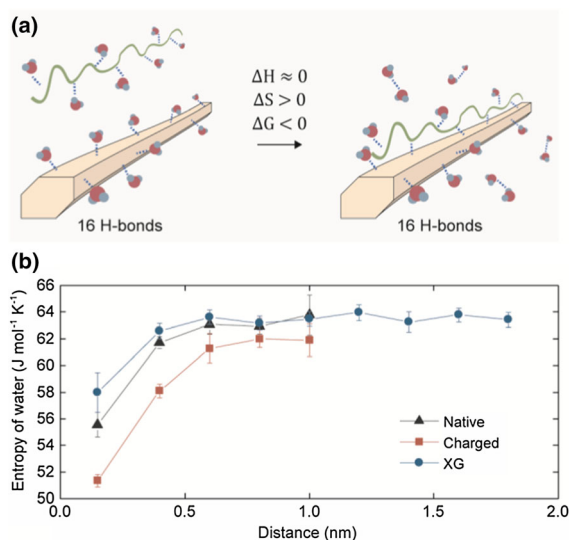 (a)
ΔH ≈ 0
ΔS > 0
ΔG < 0
16 H-bonds
16 H-bonds
(b)
66
64
62
60
58
56
54
52
50
Entropy of water (J mol⁻¹ K⁻¹)
Native
Charged
XG
0.0 0.5 1.0 1.5 2.0
Distance (nm)